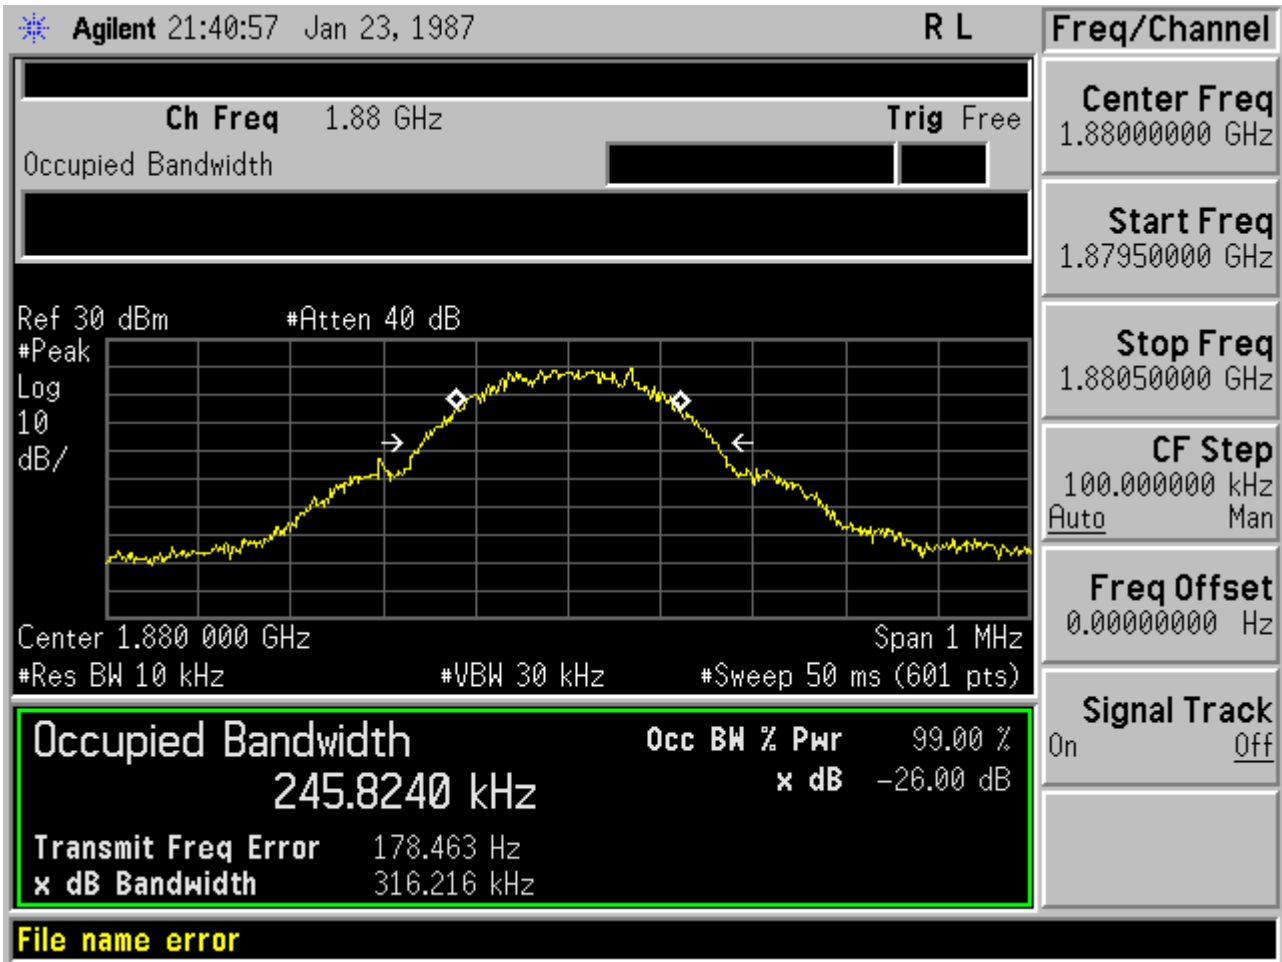 Agilent 21:40:57 Jan 23, 1987 R L
Freq/Channel
Ch Freq 1.88 GHz Trig Free
Occupied Bandwidth
Ref 30 dBm #Atten 40 dB
#Peak
Log
10
dB/
Center 1.880 000 GHz Span 1 MHz
#Res BW 10 kHz #VBW 30 kHz #Sweep 50 ms (601 pts)
Occupied Bandwidth
245.8240 kHz
Occ BW % Pwr 99.00 %
x dB -26.00 dB
Transmit Freq Error 178.463 Hz
x dB Bandwidth 316.216 kHz
File name error
Center Freq
1.88000000 GHz
Start Freq
1.87950000 GHz
Stop Freq
1.88050000 GHz
CF Step
100.000000 kHz
Auto Man
Freq Offset
0.00000000 Hz
Signal Track
On Off